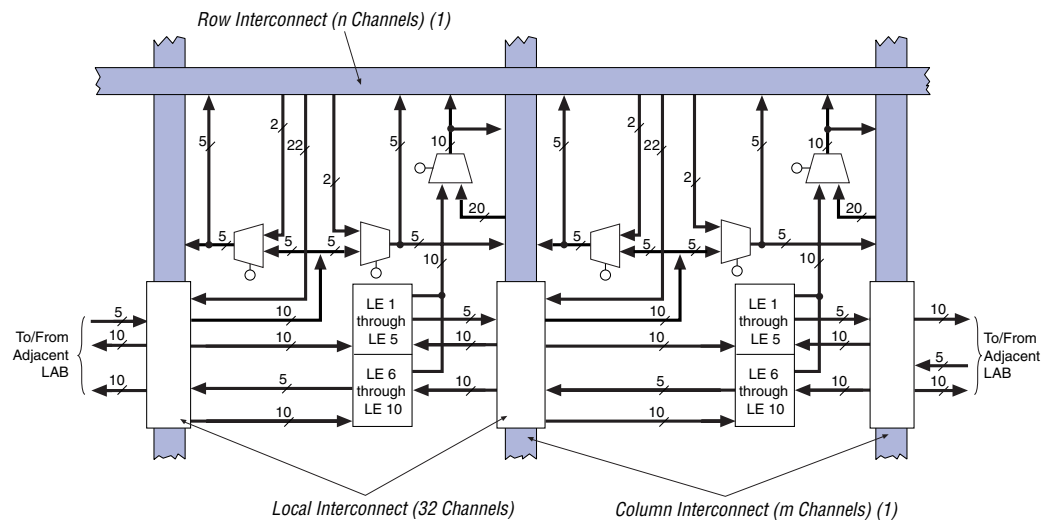 Row Interconnect (n Channels) (1)
5
2
22
2
5
10
20
5
5
5
5
10
5
2
22
2
5
10
20
5
5
5
5
10
To/From
Adjacent
LAB
5
10
10
10
10
5
10
LE 1
through
LE 5
LE 6
through
LE 10
5
10
10
10
10
5
10
LE 1
through
LE 5
LE 6
through
LE 10
5
10
10
10
5
10
To/From
Adjacent
LAB
Local Interconnect (32 Channels)
Column Interconnect (m Channels) (1)